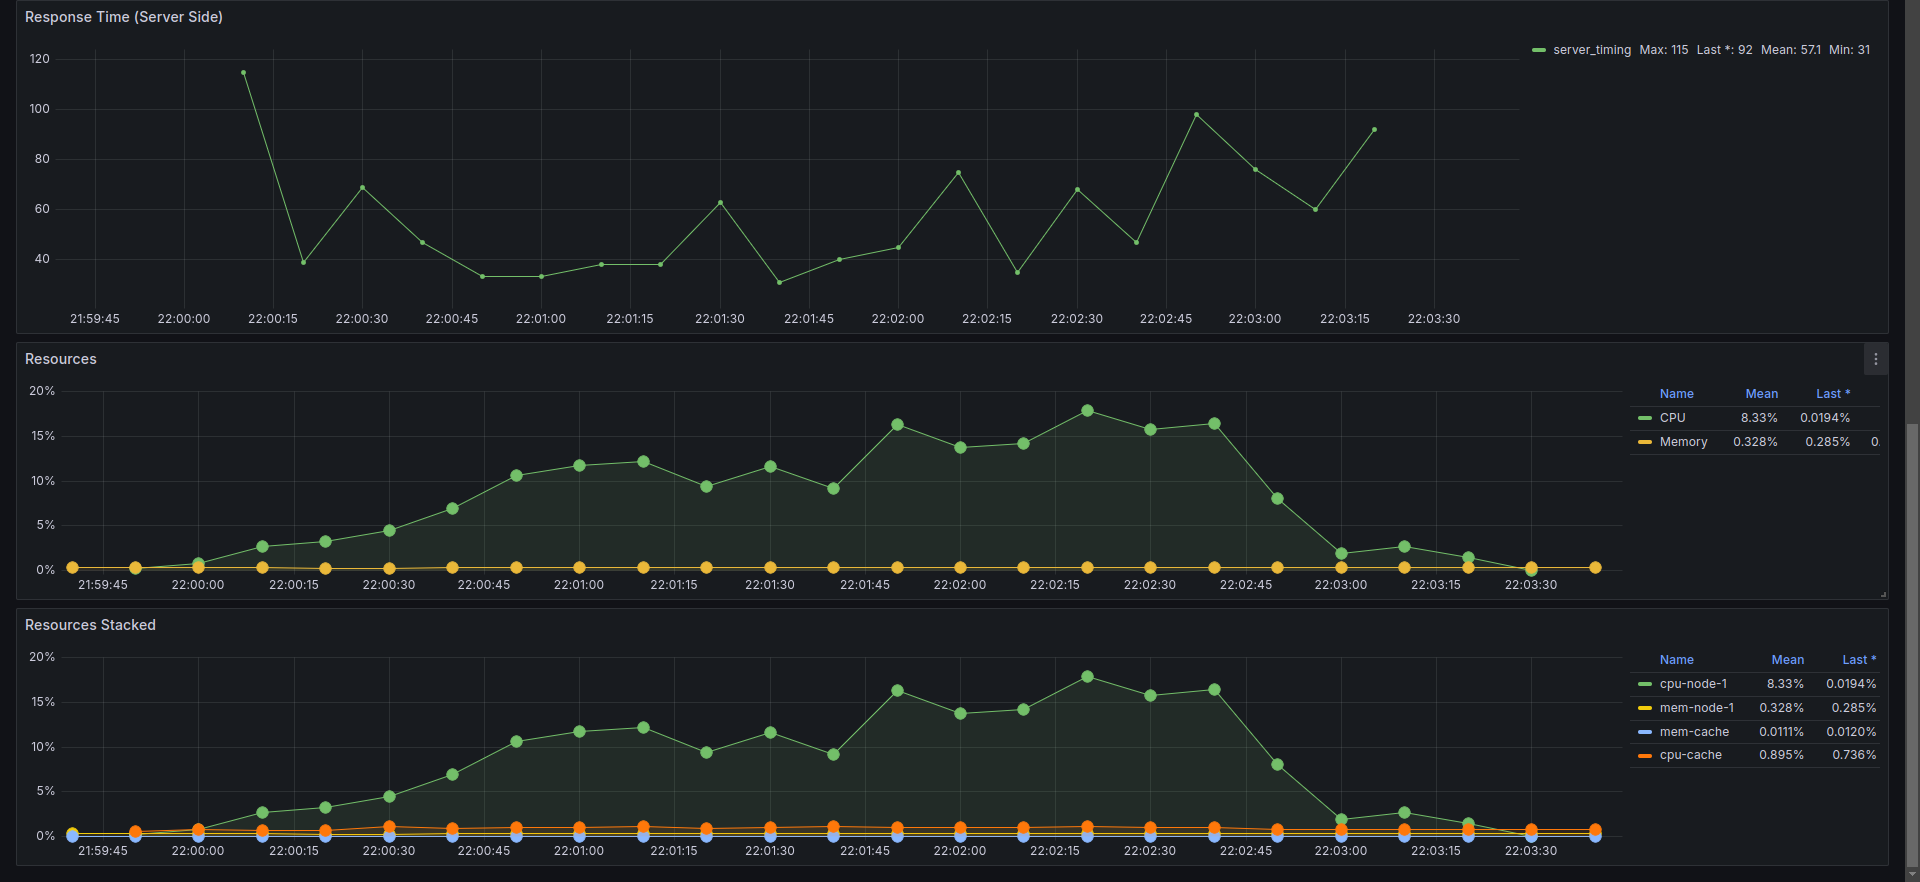 Response Time (Server Side)
120
100
80
60
40
21:59:45 22:00:00 22:00:15 22:00:30 22:00:45 22:01:00 22:01:15 22:01:30 22:01:45 22:02:00 22:02:15 22:02:30 22:02:45 22:03:00 22:03:15 22:03:30
server_timing Max: 115 Last *: 92 Mean: 57.1 Min: 31
Resources
20%
15%
10%
5%
0%
21:59:45 22:00:00 22:00:15 22:00:30 22:00:45 22:01:00 22:01:15 22:01:30 22:01:45 22:02:00 22:02:15 22:02:30 22:02:45 22:03:00 22:03:15 22:03:30
Name Mean Last *
CPU 8.33% 0.0194%
Memory 0.328% 0.285% 0.
Resources Stacked
20%
15%
10%
5%
0%
21:59:45 22:00:00 22:00:15 22:00:30 22:00:45 22:01:00 22:01:15 22:01:30 22:01:45 22:02:00 22:02:15 22:02:30 22:02:45 22:03:00 22:03:15 22:03:30
Name Mean Last *
cpu-node-1 8.33% 0.0194%
mem-node-1 0.328% 0.285%
mem-cache 0.0111% 0.0120%
cpu-cache 0.895% 0.736%